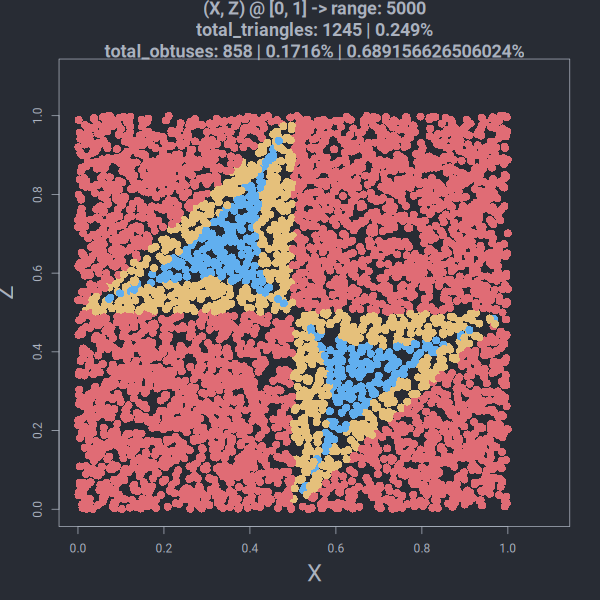 (X, Z) @ [0, 1] -> range: 5000
total_triangles: 1245 | 0.249%
total_obtuses: 858 | 0.1716% | 0.689156626506024%
1.0
0.8
0.6
Z
0.4
0.2
0.0
0.0 0.2 0.4 0.6 0.8 1.0
X